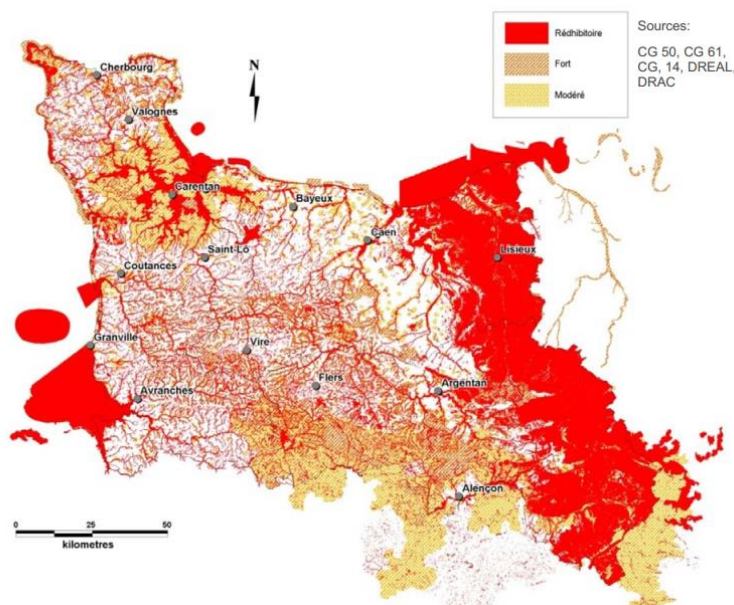 Rédhibitoire
Fort
Modéré
Sources:
CG 50, CG 61,
CG, 14, DREAL,
DRAC
N
Cherbourg
Valognes
Carentan
Bayeux
Caen
Lisieux
Saint-Lô
Coutances
Granville
Vire
Avranches
Flers
Argentan
Alençon
0 25 50
kilometres